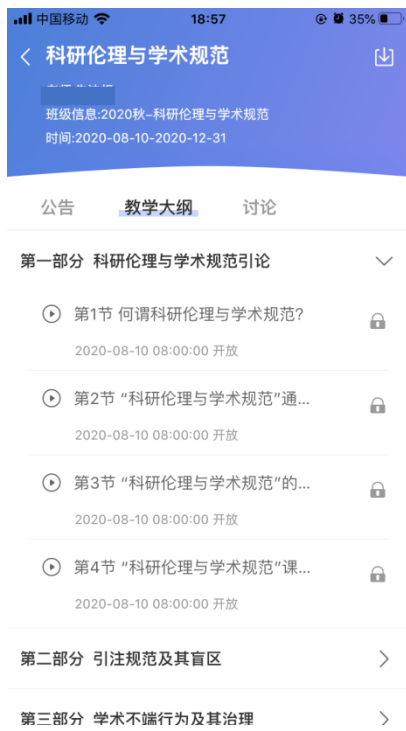 中国移动 18:57 35%
科研伦理与学术规范
班级信息:2020秋–科研伦理与学术规范
时间:2020-08-10-2020-12-31
公告 教学大纲 讨论
第一部分 科研伦理与学术规范引论
第1节 何谓科研伦理与学术规范?
2020-08-10 08:00:00 开放
第2节 “科研伦理与学术规范”通...
2020-08-10 08:00:00 开放
第3节 “科研伦理与学术规范”的...
2020-08-10 08:00:00 开放
第4节 “科研伦理与学术规范”课...
2020-08-10 08:00:00 开放
第二部分 引注规范及其盲区
第三部分 学术不端行为及其治理